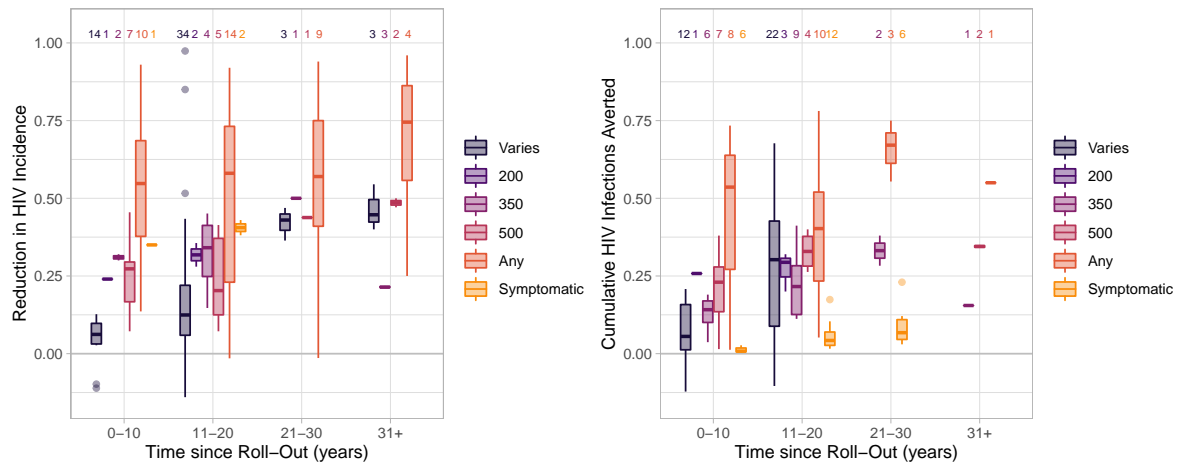 14 1 2 7 10 1 34 2 4 5 14 2 3 1 1 9 3 3 2 4
1.00
0.75
0.50
0.25
0.00
Reduction in HIV Incidence
0−10 11−20 21−30 31+
Time since Roll−Out (years)
Varies
200
350
500
Any
Symptomatic
12 1 6 7 8 6 22 3 9 4 10 12 2 3 6 1 2 1
1.00
0.75
0.50
0.25
0.00
Cumulative HIV Infections Averted
0−10 11−20 21−30 31+
Time since Roll−Out (years)
Varies
200
350
500
Any
Symptomatic